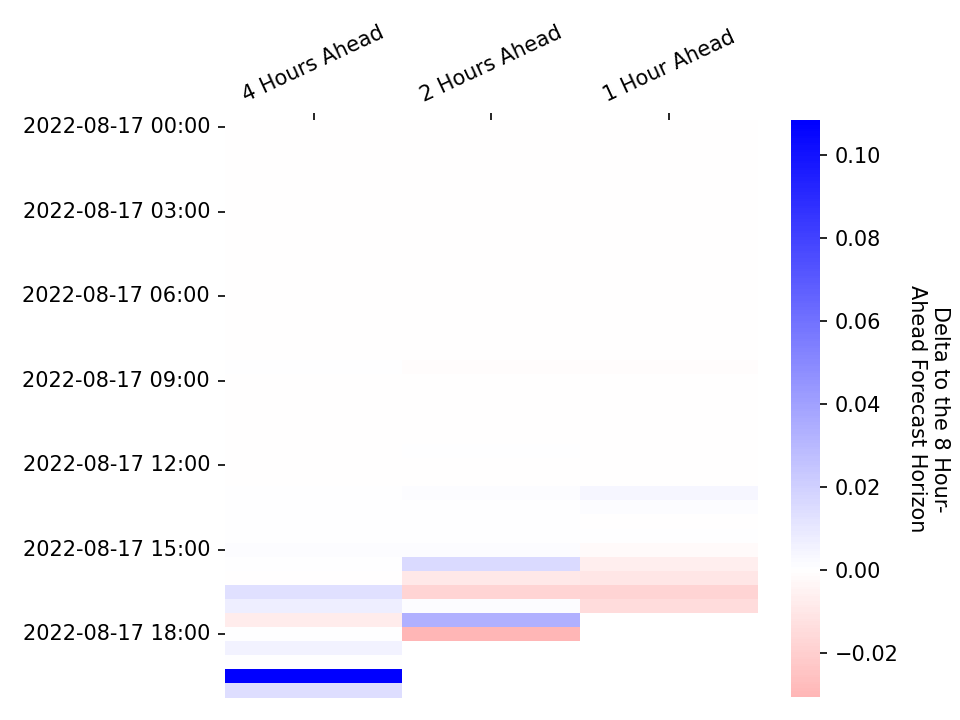 4 Hours Ahead
2 Hours Ahead
1 Hour Ahead
2022-08-17 00:00
2022-08-17 03:00
2022-08-17 06:00
2022-08-17 09:00
2022-08-17 12:00
2022-08-17 15:00
2022-08-17 18:00
0.10
0.08
0.06
0.04
0.02
0.00
−0.02
Delta to the 8 Hour-
Ahead Forecast Horizon